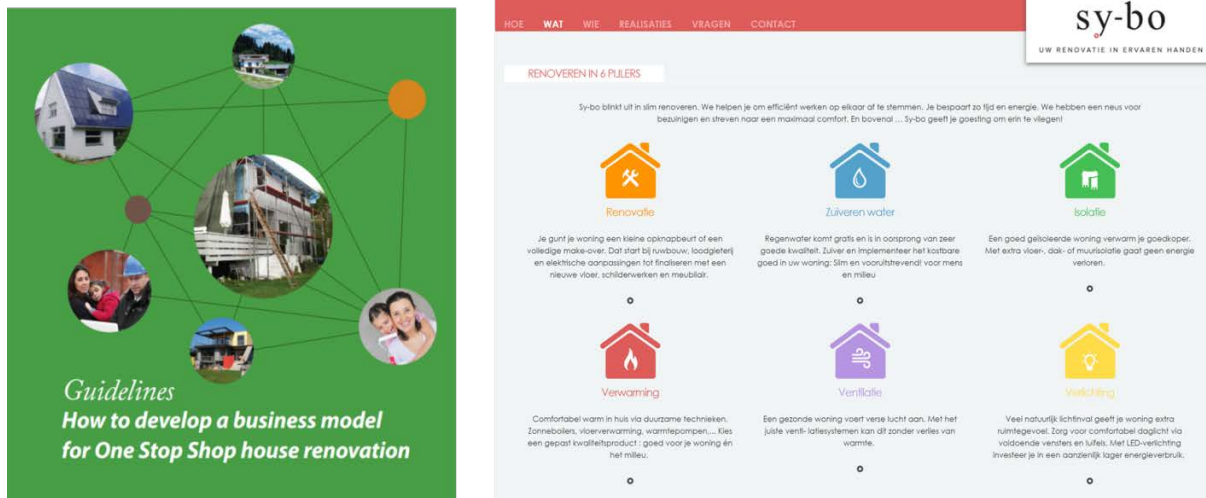 Guidelines
How to develop a business model
for One Stop Shop house renovation
HOE WAT WIE REALISATIES VRAGEN CONTACT
sy-bo
UW RENOVATIE IN ERVAREN HANDEN
RENOVEREN IN 6 PIJLERS
Sy-bo blinkt uit in slim renoveren. We helpen je om efficiënt werken op elkaar af te stemmen. Je bespaart zo tijd en energie. We hebben een neus voor
bezuinigen en streven naar een maximaal comfort. En bovenal ... Sy-bo geeft je goesting om erin te vliegen!
Renovatie
Je gunt je woning een kleine opknapbeurt of een
volledige make-over. Dat start bij ruwbouw, loodgieterij
en elektrische aanpassingen tot finaliseren met een
nieuwe vloer, schilderwerken en meubilair.
Zuiveren water
Regenwater komt gratis en is in oorsprong van zeer
goede kwaliteit. Zuiver en implementeer het kostbare
goed in uw woning: Slim en vooruitstrevend! voor mens
en milieu
Isolatie
Een goed geïsoleerde woning verwarm je goedkoper.
Met extra vloer-, dak- of muurisolatie gaat geen energie
verloren.
Verwarming
Comfortabel warm in huis via duurzame technieken.
Zonneboilers, vloerverwarming, warmtepompen,... Kies
een gepast kwaliteitsproduct : goed voor je woning én
het milieu.
Ventilatie
Een gezonde woning voert verse lucht aan. Met het
juiste venti- latiesystemen kan dit zonder verlies van
warmte.
Verlichting
Veel natuurlijk lichtinval geeft je woning extra
ruimtegevoel. Zorg voor comfortabel daglicht via
voldoende vensters en luifels. Met LED-verlichting
investeer je in een aanzienlijk lager energieverbruik.